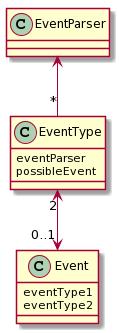 C EventParser
*
C EventType
eventParser
possibleEvent
2
0..1
C Event
eventType1
eventType2